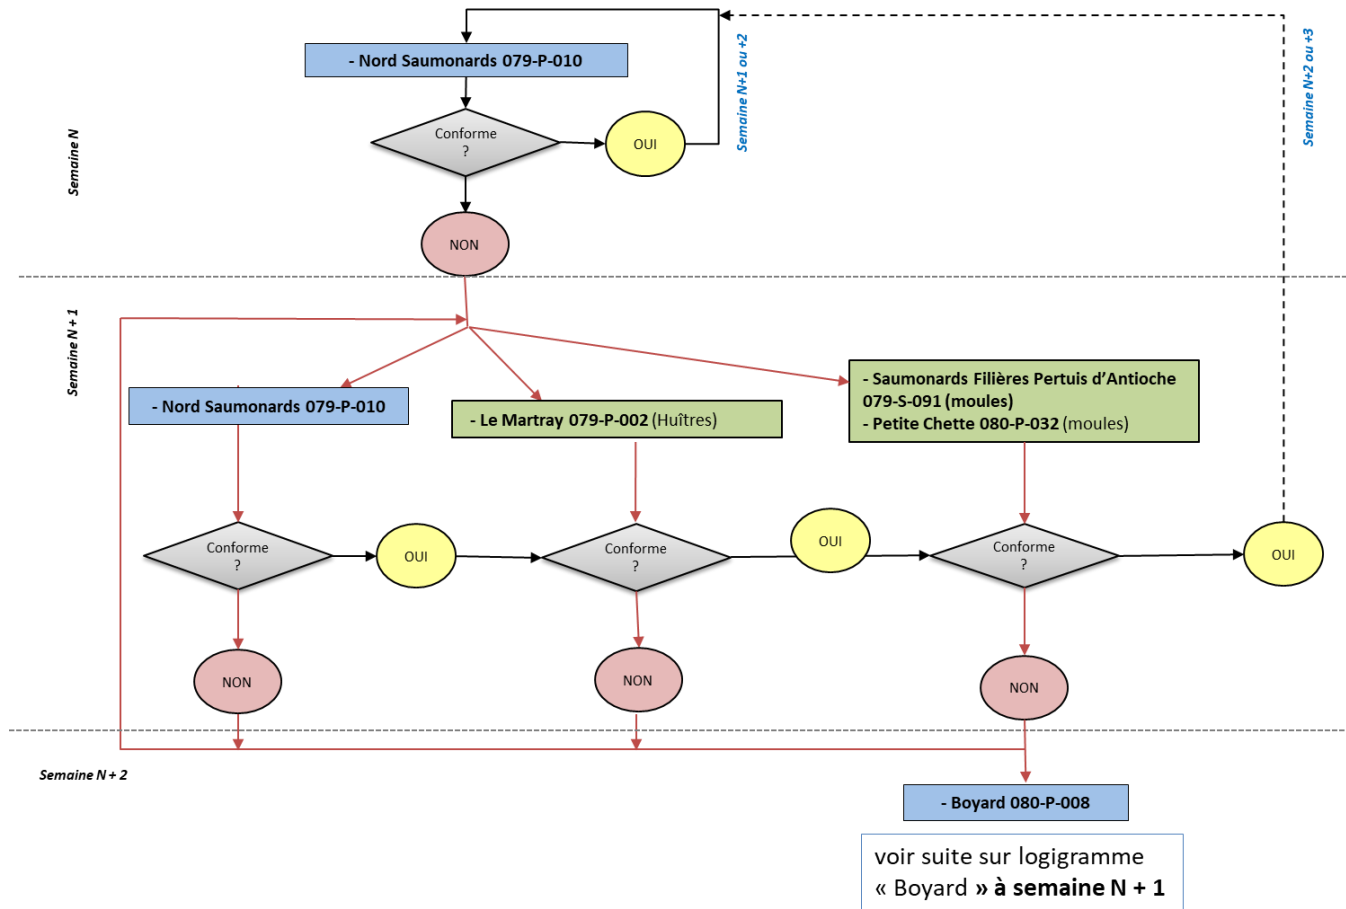 Semaine N+1 ou +2
Semaine N+2 ou +3
- Nord Saumonards 079-P-010
Semaine N
Conforme
?
OUI
NON
Semaine N + 1
- Nord Saumonards 079-P-010
- Le Martray 079-P-002 (Huîtres)
- Saumonards Filières Pertuis d’Antioche
079-S-091 (moules)
- Petite Chette 080-P-032 (moules)
Conforme
?
OUI
Conforme
?
OUI
Conforme
?
OUI
NON
NON
NON
Semaine N + 2
- Boyard 080-P-008
voir suite sur logigramme
« Boyard » à semaine N + 1